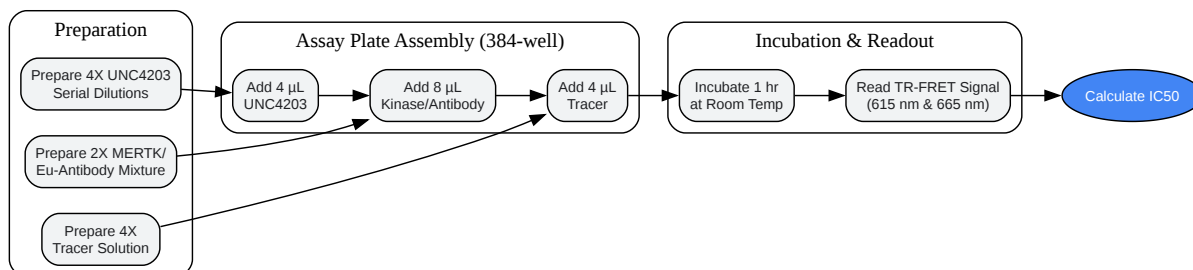 Preparation
Prepare 4X UNC4203
Serial Dilutions
Prepare 2X MERTK/
Eu-Antibody Mixture
Prepare 4X
Tracer Solution
Assay Plate Assembly (384-well)
Add 4 µL
UNC4203
Add 8 µL
Kinase/Antibody
Add 4 µL
Tracer
Incubation & Readout
Incubate 1 hr
at Room Temp
Read TR-FRET Signal
(615 nm & 665 nm)
Calculate IC50